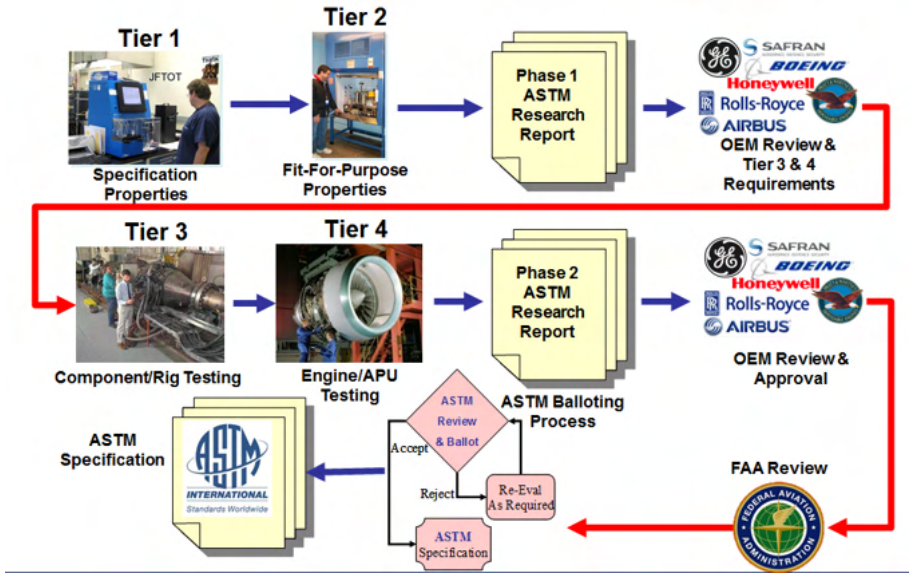 Tier 1
Tier 2
JFTOT
Specification
Properties
Fit-For-Purpose
Properties
Phase 1
ASTM
Research
Report
GE
SAFRAN
BOEING
Honeywell
Rolls-Royce
AIRBUS
OEM Review &
Tier 3 & 4
Requirements
Tier 3
Tier 4
Component/Rig Testing
Engine/APU
Testing
Phase 2
ASTM
Research
Report
GE
SAFRAN
BOEING
Honeywell
Rolls-Royce
AIRBUS
OEM Review &
Approval
ASTM Balloting
Process
ASTM
Review
& Ballot
Accept
Reject
Re-Eval
As Required
ASTM
Specification
ASTM
Specification
ASTM
INTERNATIONAL
Standards Worldwide
FAA Review
FEDERAL AVIATION
ADMINISTRATION